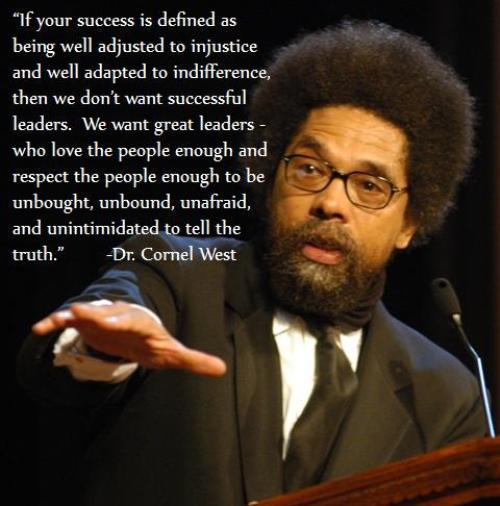 “If your success is defined as
being well adjusted to injustice
and well adapted to indifference,
then we don’t want successful
leaders.  We want great leaders -
who love the people enough and
respect the people enough to be
unbought, unbound, unafraid,
and unintimidated to tell the
truth.”        -Dr. Cornel West